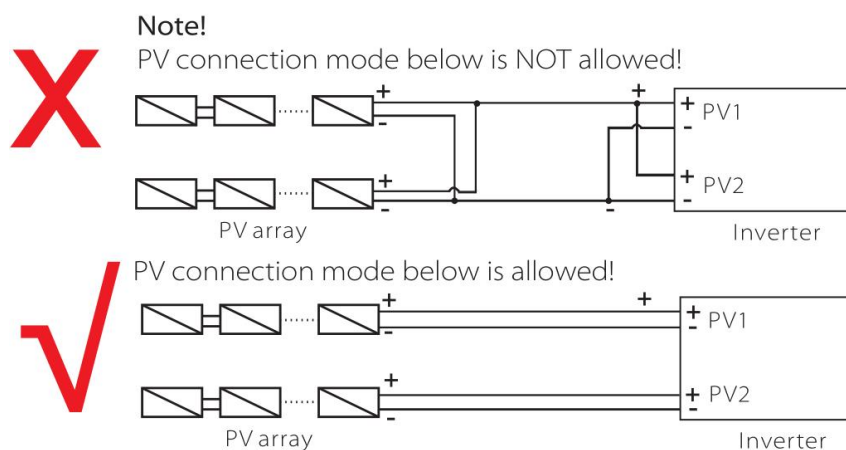 Note!
PV connection mode below is NOT allowed!
+ + + PV1
- -
+ + PV2
- - -
PV array
Inverter
PV connection mode below is allowed!
+ + + PV1
- -
+ + PV2
- -
PV array
Inverter